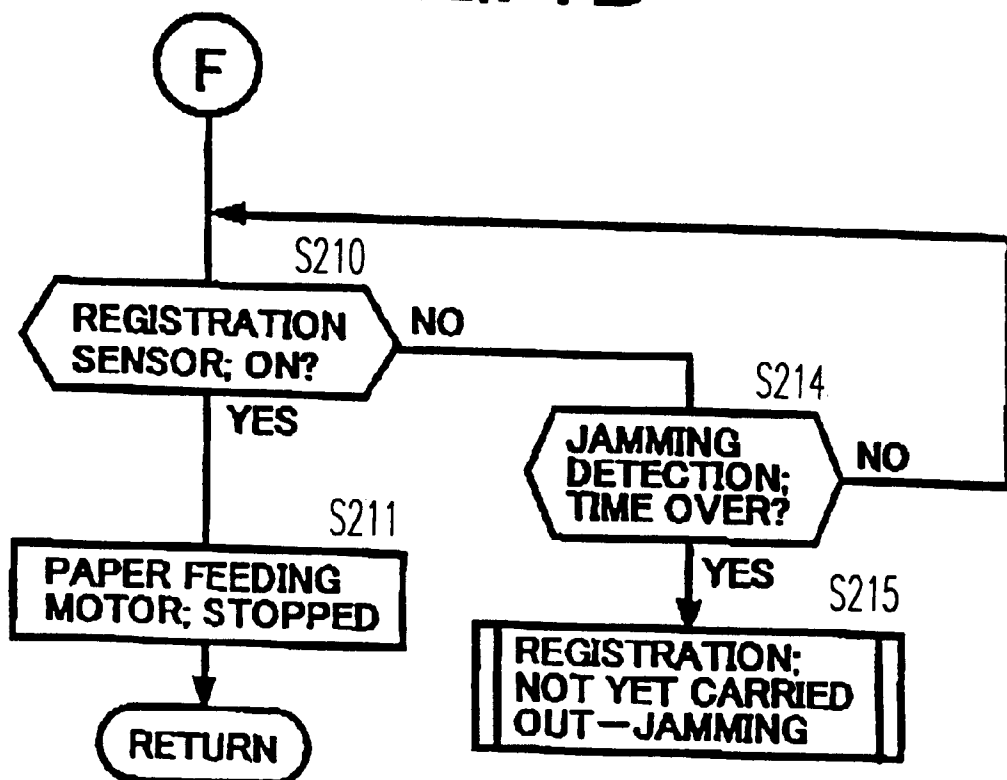 F
S210
REGISTRATION
SENSOR; ON?
NO
YES
S214
JAMMING
DETECTION;
TIME OVER?
NO
YES
S211
PAPER FEEDING
MOTOR; STOPPED
S215
REGISTRATION;
NOT YET CARRIED
OUT—JAMMING
RETURN